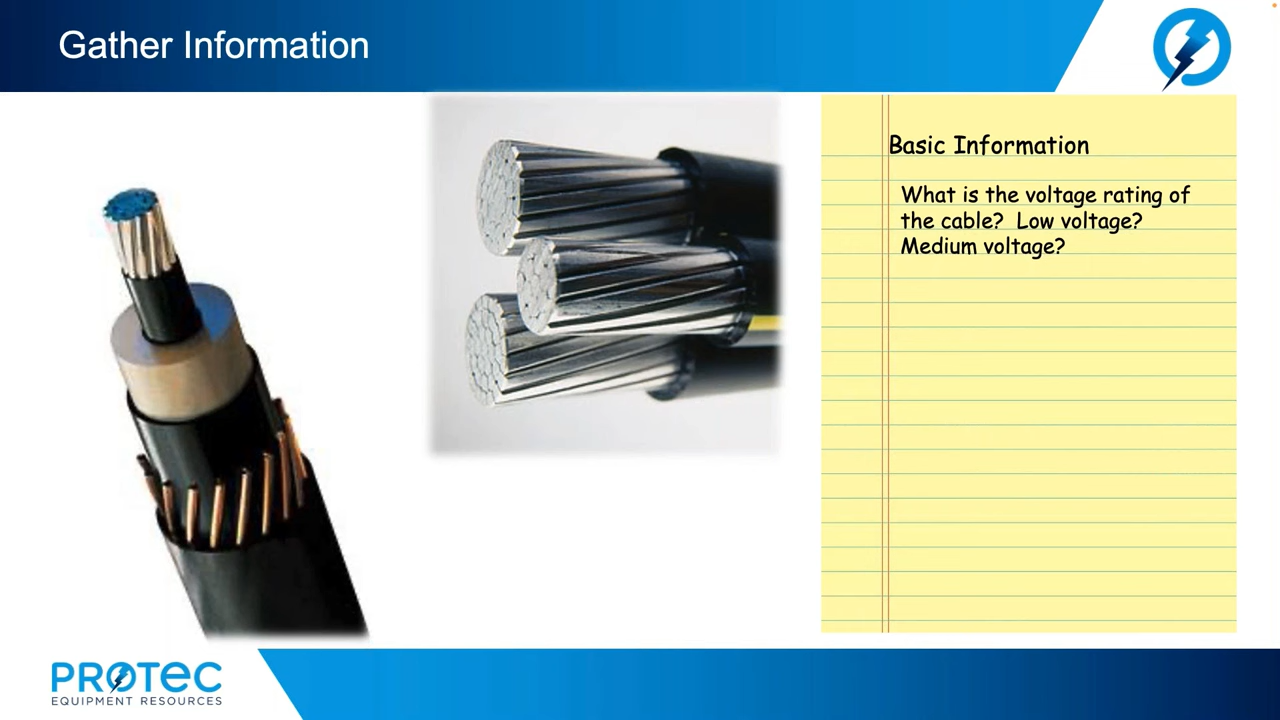 Gather Information
Basic Information
What is the voltage rating of
the cable?  Low voltage?
Medium voltage?
PROTEC
EQUIPMENT RESOURCES